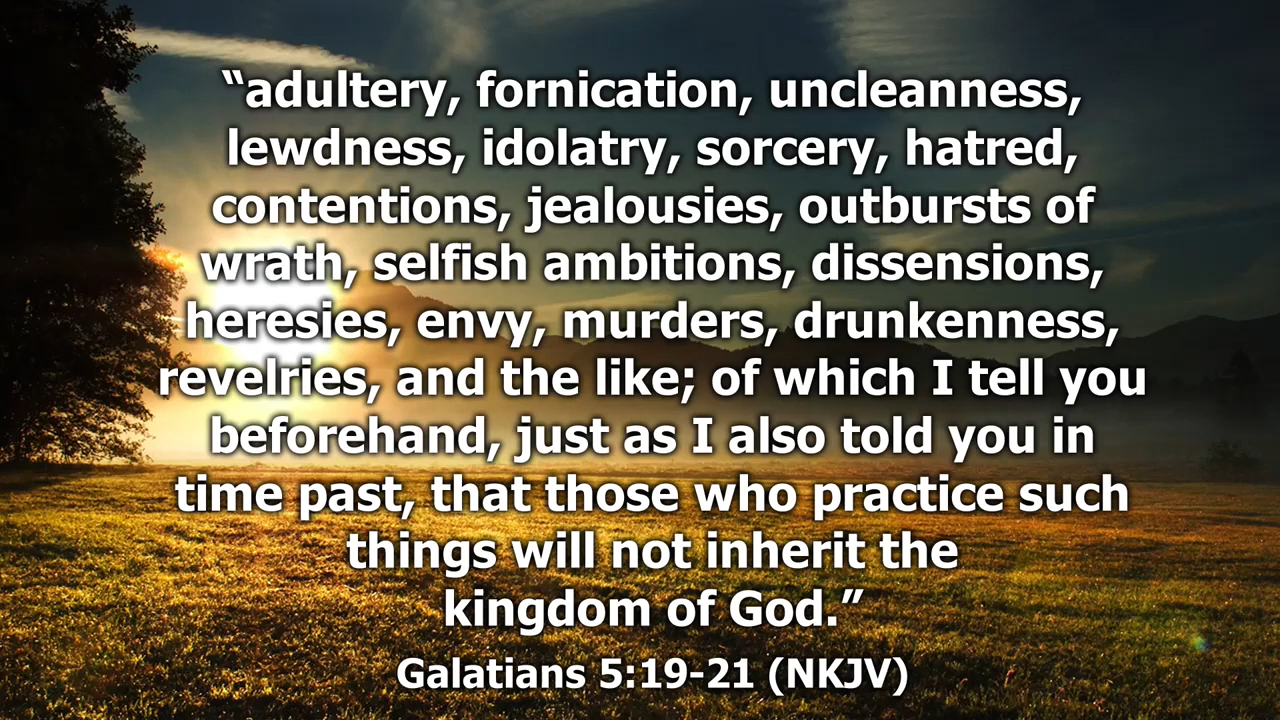 “adultery, fornication, uncleanness,
lewdness, idolatry, sorcery, hatred,
contentions, jealousies, outbursts of
wrath, selfish ambitions, dissensions,
heresies, envy, murders, drunkenness,
revelries, and the like; of which I tell you
beforehand, just as I also told you in
time past, that those who practice such
things will not inherit the
kingdom of God.”
Galatians 5:19-21 (NKJV)